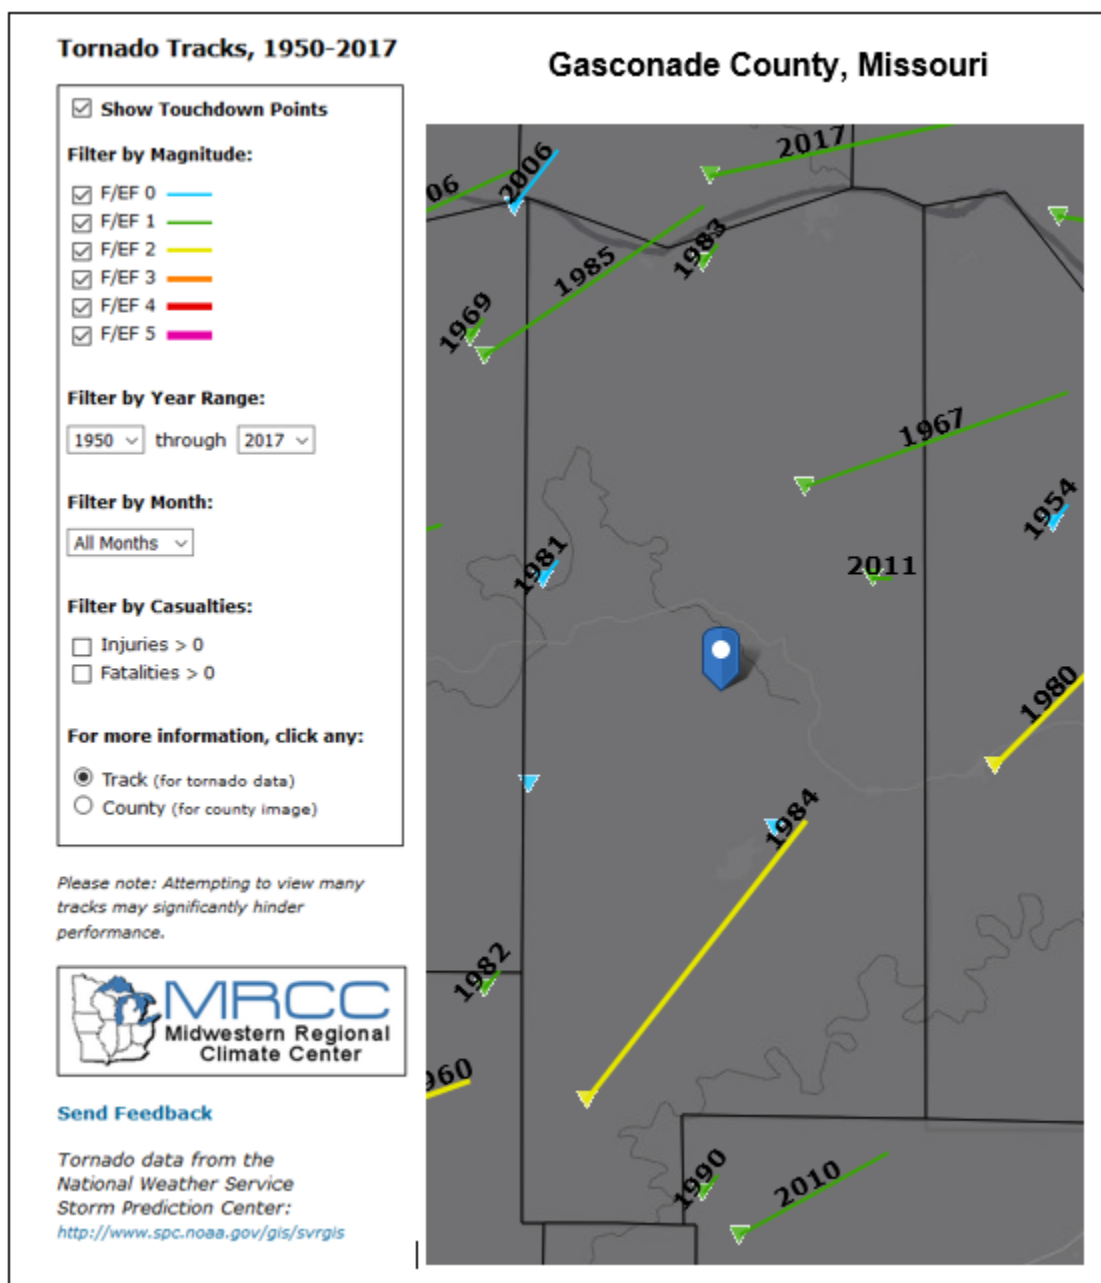 Tornado Tracks, 1950-2017
Show Touchdown Points
Filter by Magnitude:
F/EF 0
F/EF 1
F/EF 2
F/EF 3
F/EF 4
F/EF 5
Filter by Year Range:
1950 through 2017
Filter by Month:
All Months
Filter by Casualties:
Injuries > 0
Fatalities > 0
For more information, click any:
Track (for tornado data)
County (for county image)
Please note: Attempting to view many
tracks may significantly hinder
performance.
MRCC
Midwestern Regional
Climate Center
Send Feedback
Tornado data from the
National Weather Service
Storm Prediction Center:
http://www.spc.noaa.gov/gis/svrgis
Gasconade County, Missouri
2017
2006
06
1983
1985
1969
1967
1954
1981
2011
1980
1984
1982
960
1990
2010